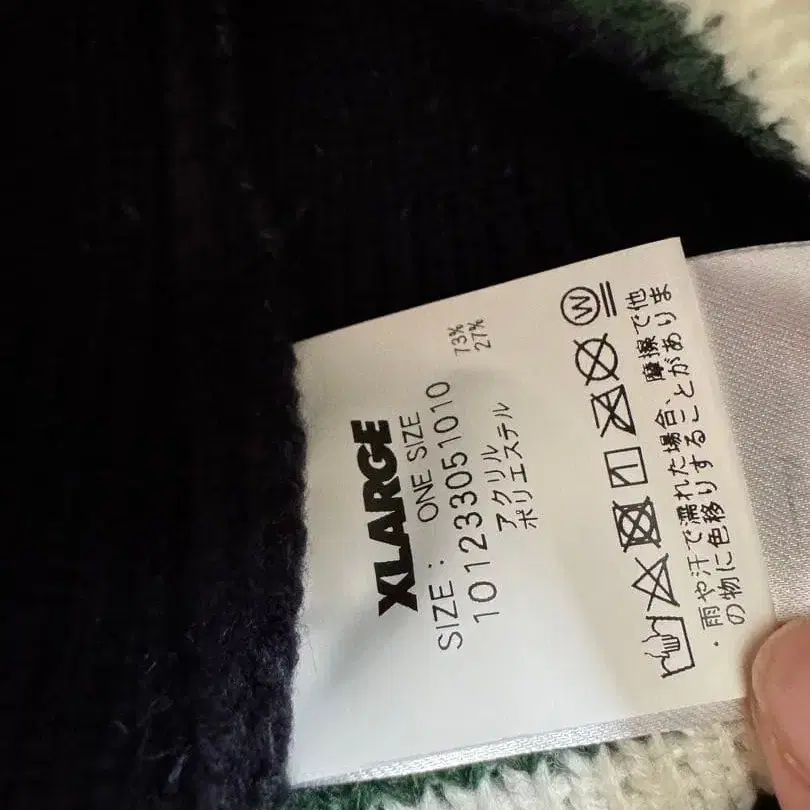 XLARGE
SIZE : ONE SIZE
101233051010
アクリル 73%
ポリエステル 27%
W
・雨や汗で濡れた場合、摩擦で他
の物に色移りすることがありま